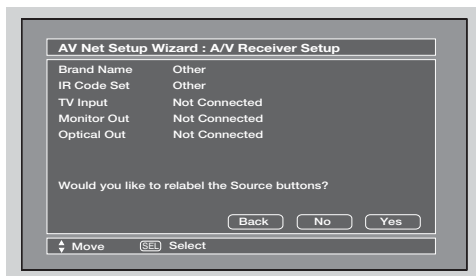 AV Net Setup Wizard : A/V Receiver Setup
Brand Name Other
IR Code Set Other
TV Input Not Connected
Monitor Out Not Connected
Optical Out Not Connected
Would you like to relabel the Source buttons?
Back No Yes
Move SEL Select